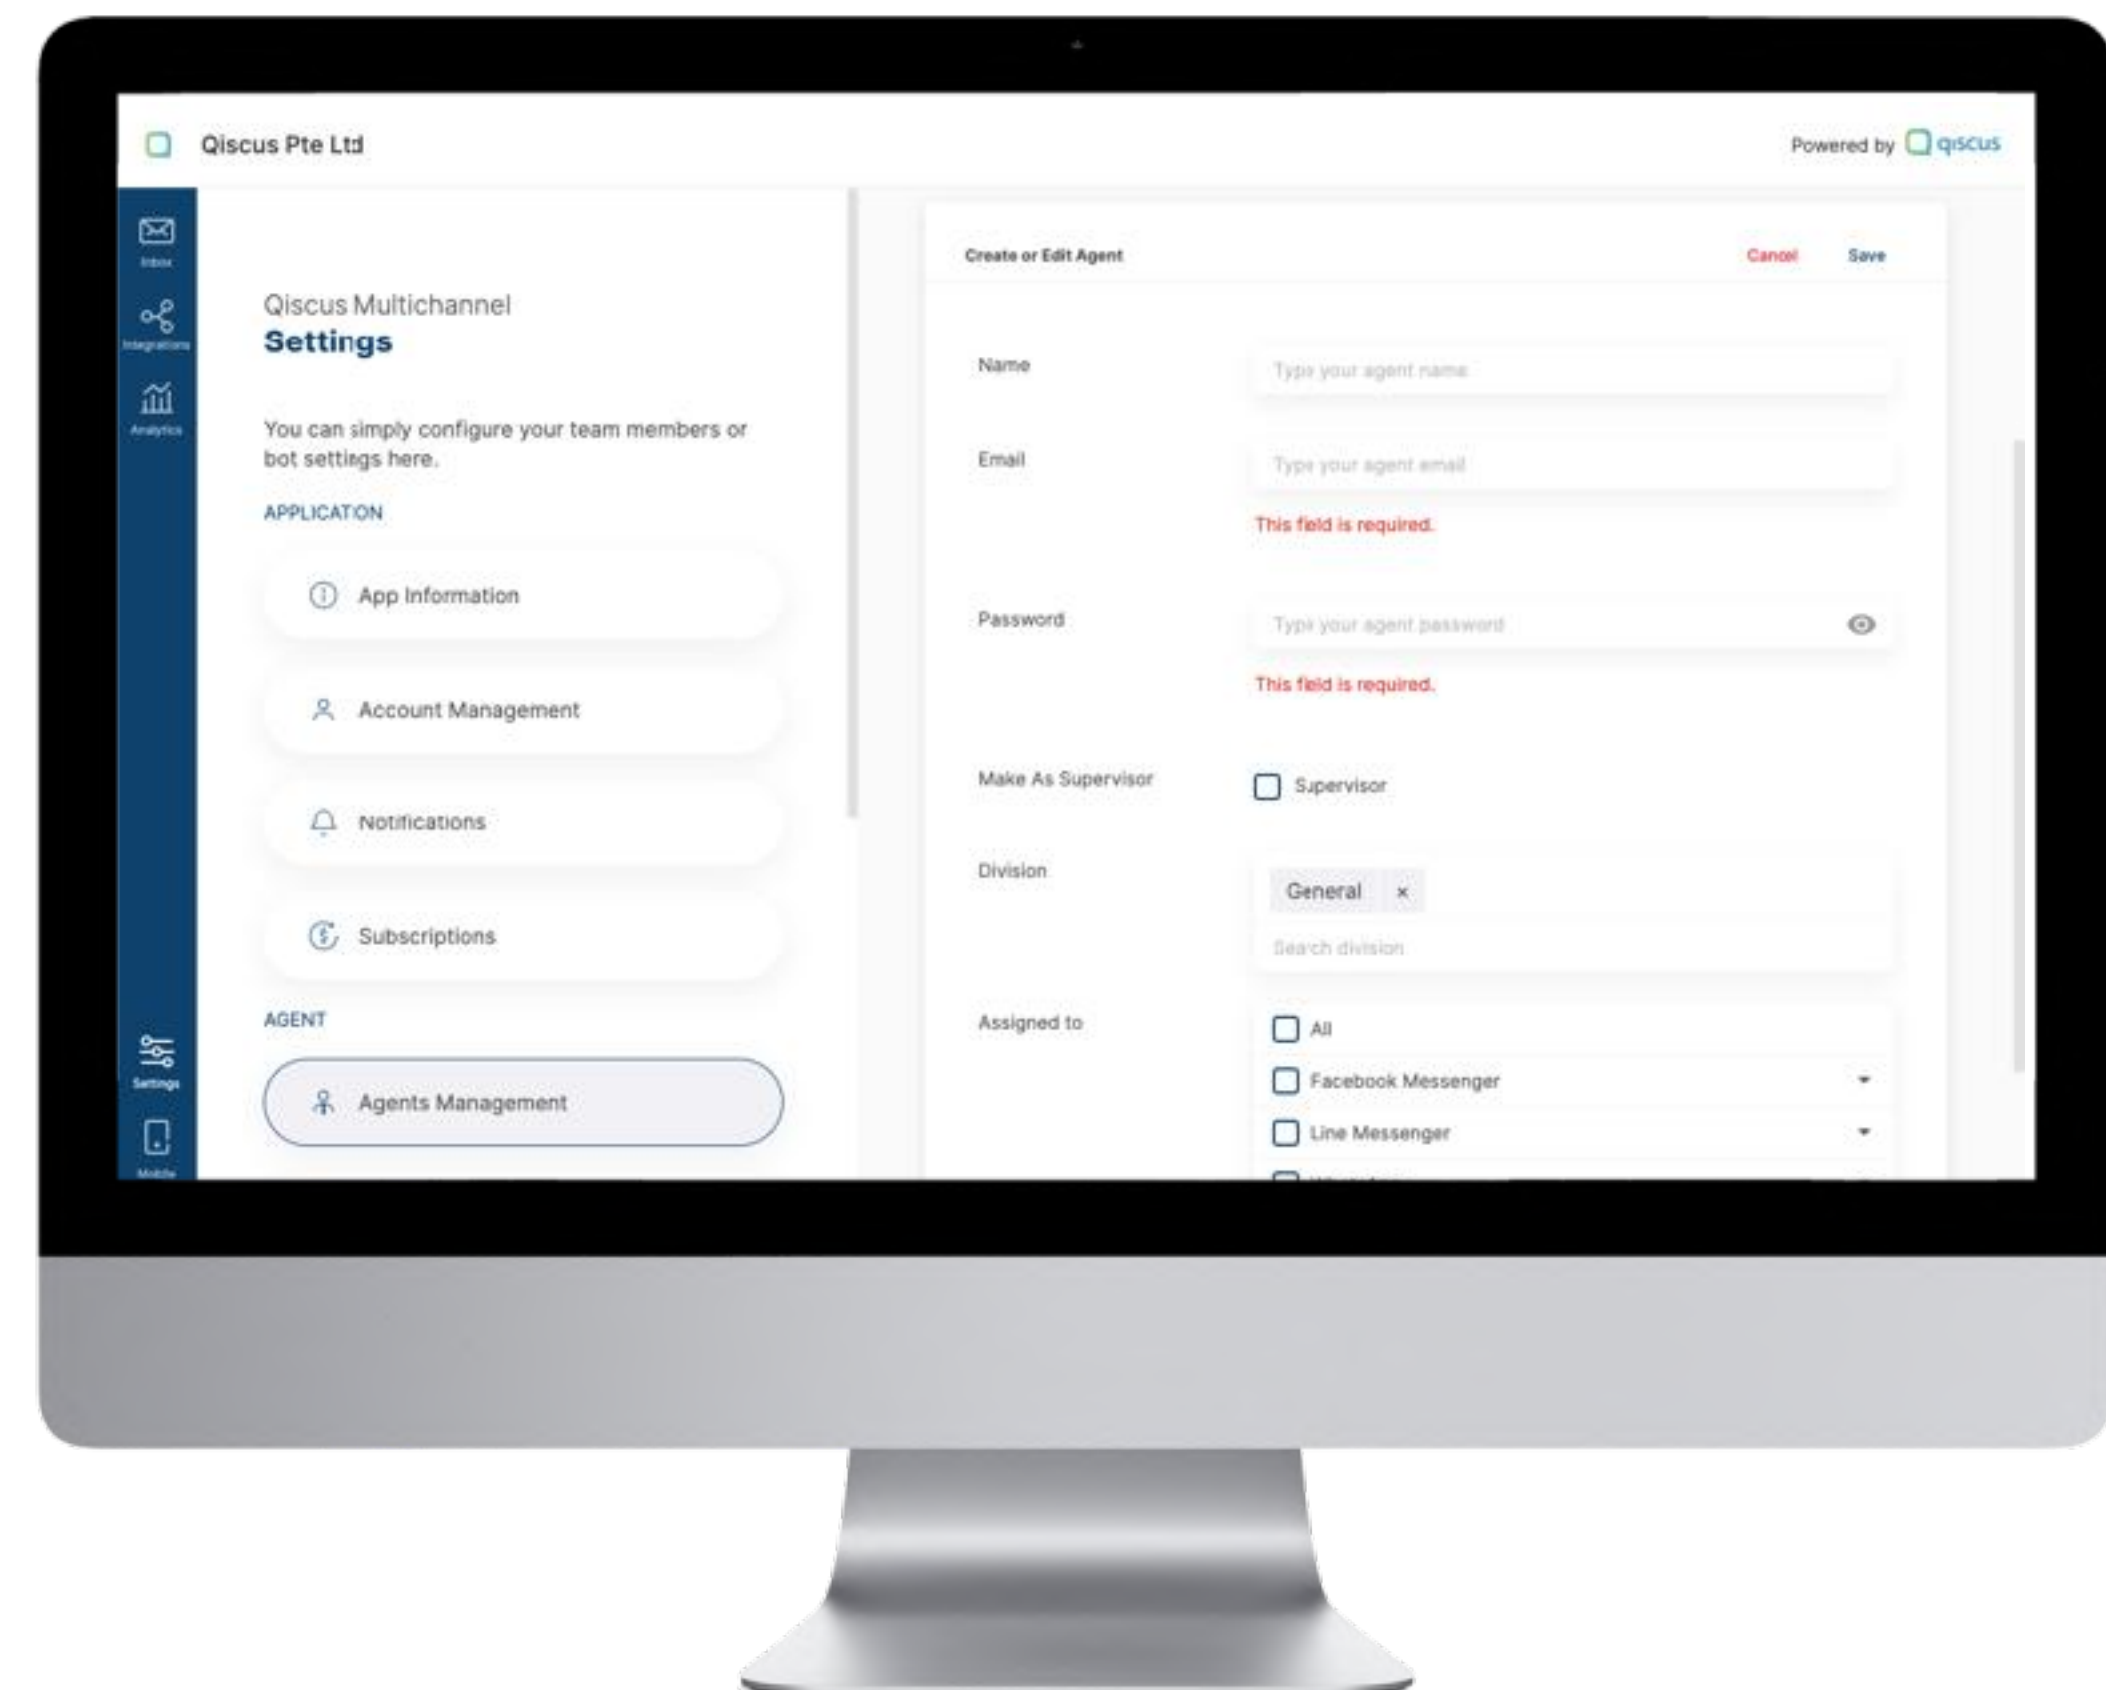 Qiscus Pte Ltd
Powered by qiscus
Inbox
Integrations
Analytics
Settings
Mobile
Qiscus Multichannel
Settings
You can simply configure your team members or
bot settings here.
APPLICATION
App Information
Account Management
Notifications
Subscriptions
AGENT
Agents Management
Create or Edit Agent
Cancel
Save
Name
Type your agent name
Email
Type your agent email
This field is required.
Password
Type your agent password
This field is required.
Make As Supervisor
Supervisor
Division
General ×
Search division
Assigned to
All
Facebook Messenger
Line Messenger